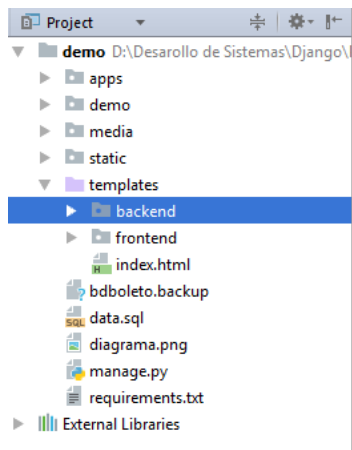 Project
demo D:\Desarollo de Sistemas\Django\
apps
demo
media
static
templates
backend
frontend
H index.html
? bdboleto.backup
SQL data.sql
diagrama.png
manage.py
requirements.txt
External Libraries